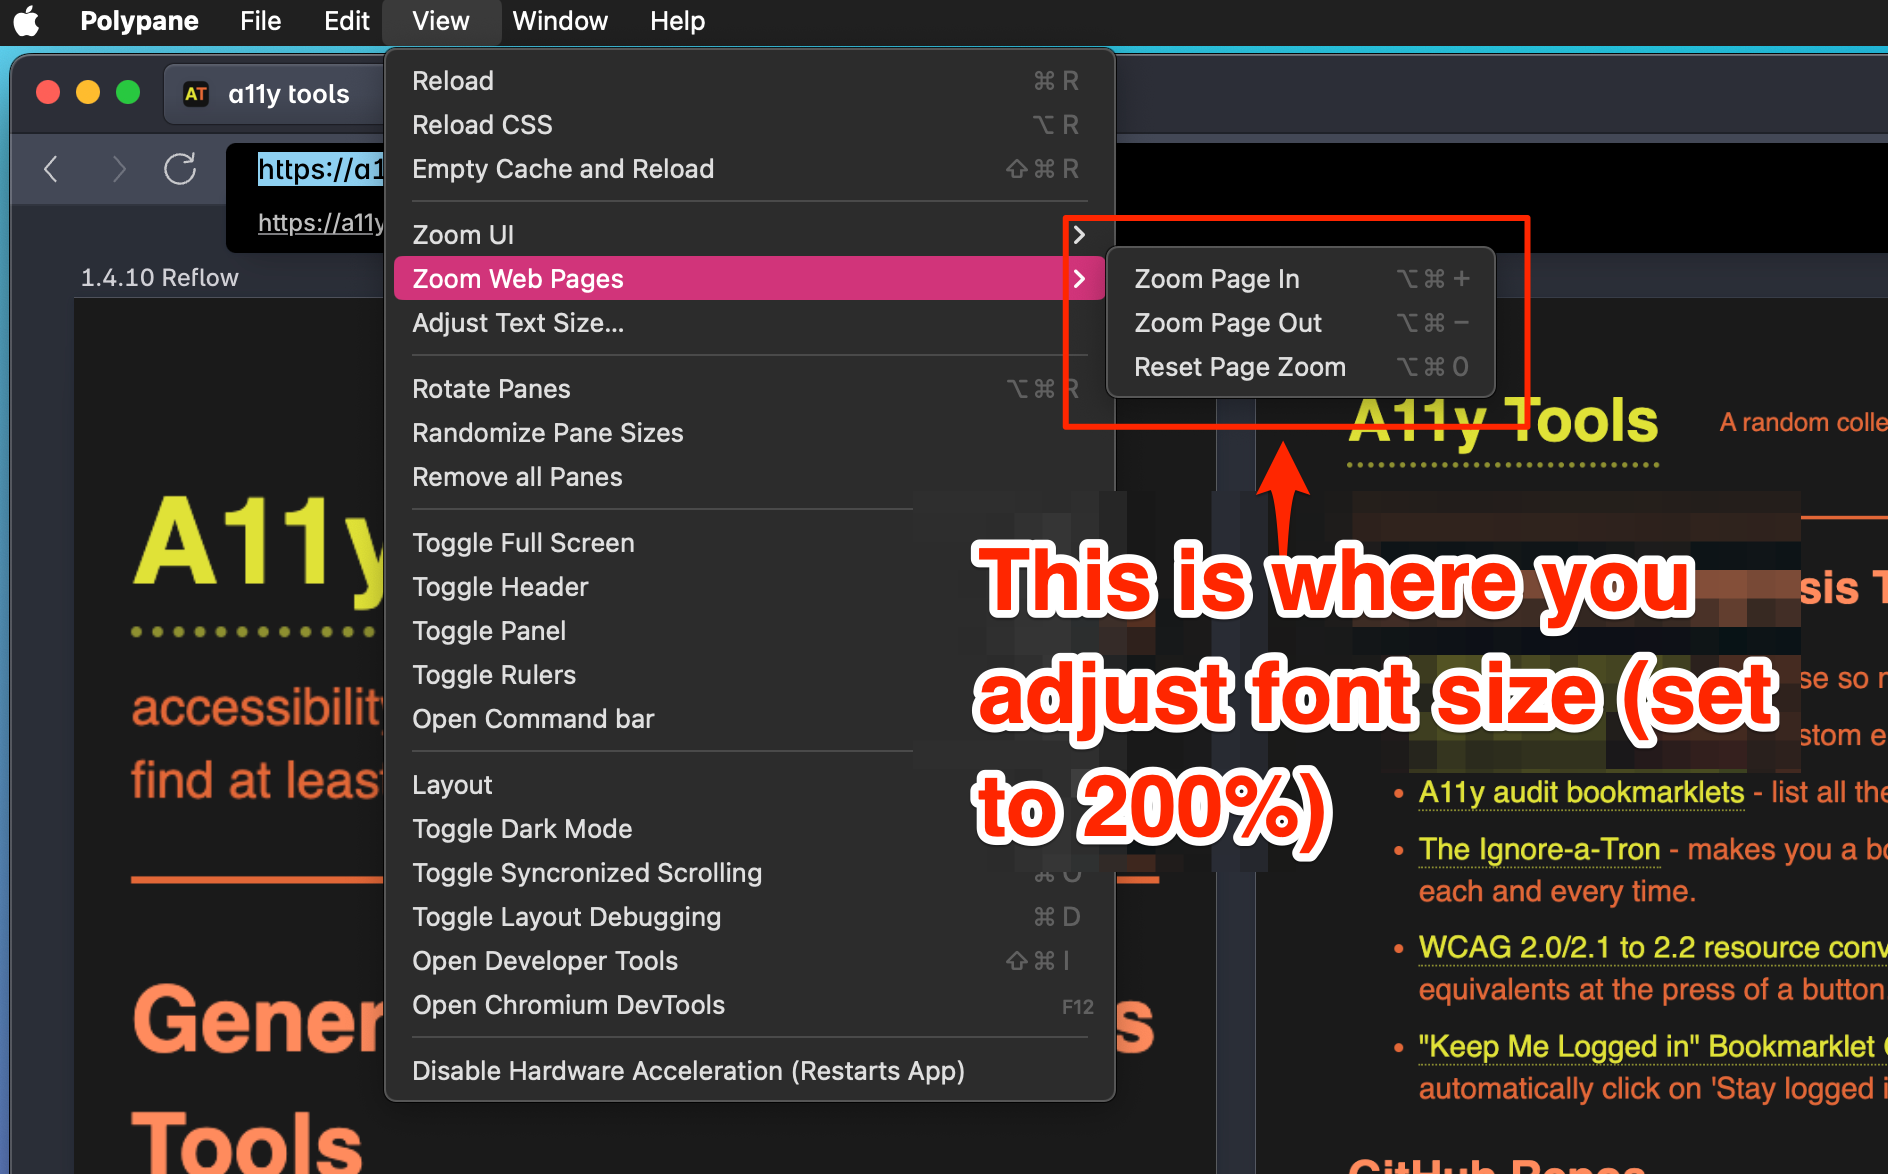 Polypane File Edit View Window Help
AT a11y tools
https://a1
https://a11y
1.4.10 Reflow
Reload ⌘ R
Reload CSS ⌥ R
Empty Cache and Reload ⇧ ⌘ R
Zoom UI
Zoom Web Pages
Adjust Text Size...
Rotate Panes ⌥ ⌘ R
Randomize Pane Sizes
Remove all Panes
Toggle Full Screen
Toggle Header
Toggle Panel
Toggle Rulers
Open Command bar
Layout
Toggle Dark Mode
Toggle Syncronized Scrolling
Toggle Layout Debugging ⌘ D
Open Developer Tools ⇧ ⌘ I
Open Chromium DevTools F12
Disable Hardware Acceleration (Restarts App)
Zoom Page In ⌥ ⌘ +
Zoom Page Out ⌥ ⌘ −
Reset Page Zoom ⌥ ⌘ 0
This is where you
adjust font size (set
to 200%)
A11y
accessibility
find at least
Gener s
Tools
A11y Tools A random colle
sis T
se so
stom e
• A11y audit bookmarklets - list all the
• The Ignore-a-Tron - makes you a bo
each and every time.
• WCAG 2.0/2.1 to 2.2 resource conv
equivalents at the press of a button
• "Keep Me Logged in" Bookmarklet
automatically click on 'Stay logged i
GitHub Repos